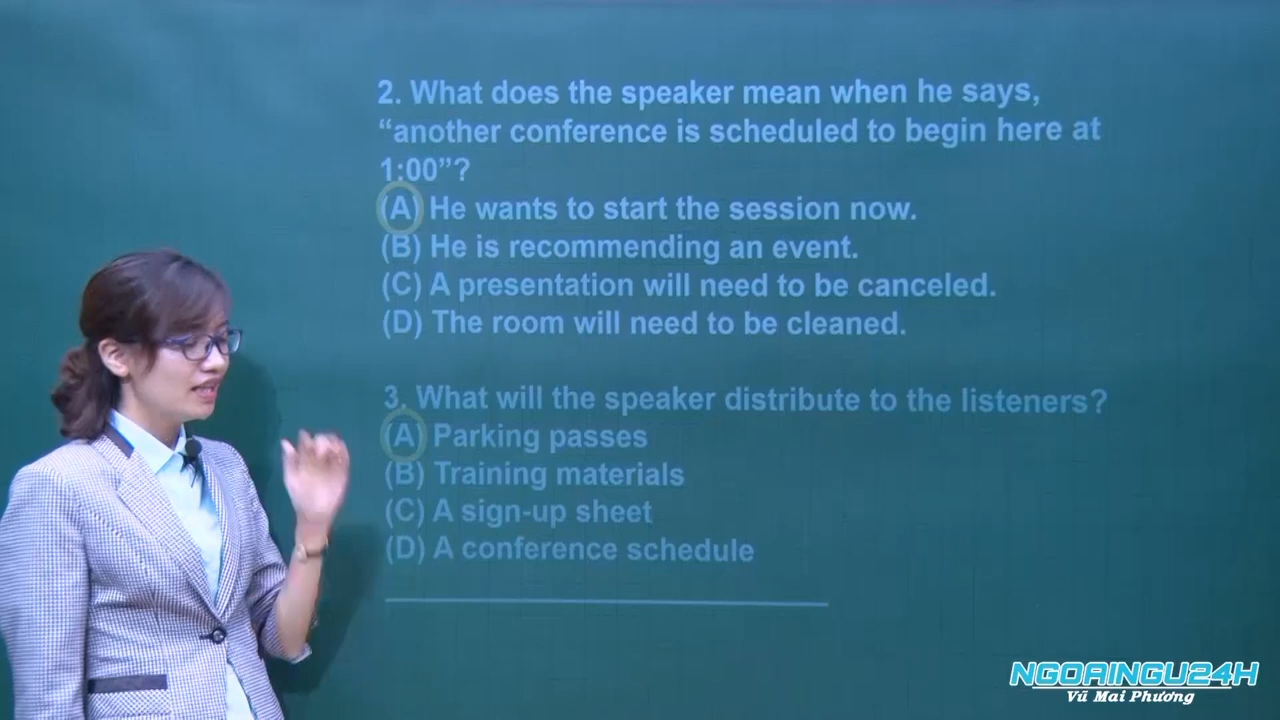 2. What does the speaker mean when he says,
“another conference is scheduled to begin here at
1:00”?
(A) He wants to start the session now.
(B) He is recommending an event.
(C) A presentation will need to be canceled.
(D) The room will need to be cleaned.
3. What will the speaker distribute to the listeners?
(A) Parking passes
(B) Training materials
(C) A sign-up sheet
(D) A conference schedule
NGOAINGU24H
Vũ Mai Phương